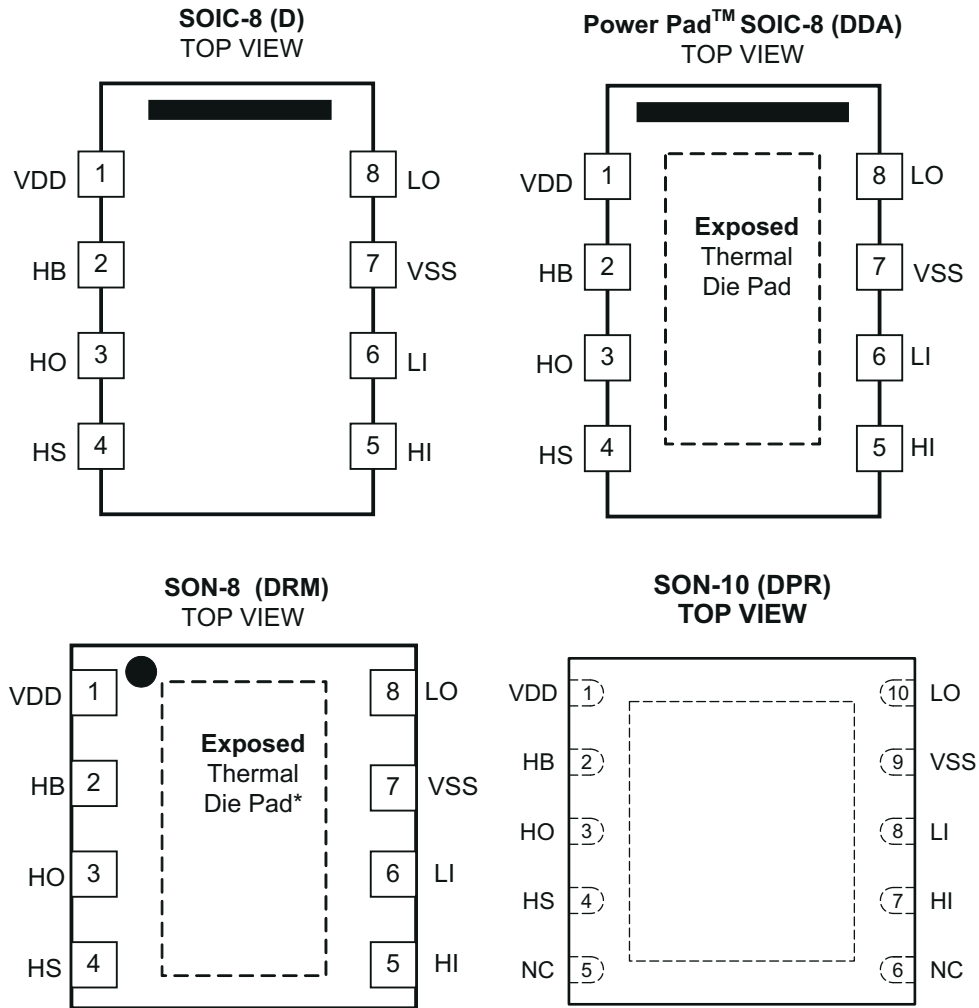 SOIC-8 (D)
TOP VIEW
VDD 1 8 LO
HB 2 7 VSS
HO 3 6 LI
HS 4 5 HI
Power Pad™ SOIC-8 (DDA)
TOP VIEW
VDD 1 8 LO
Exposed
Thermal
Die Pad
HB 2 7 VSS
HO 3 6 LI
HS 4 5 HI
SON-8 (DRM)
TOP VIEW
VDD 1 8 LO
Exposed
Thermal
Die Pad*
HB 2 7 VSS
HO 3 6 LI
HS 4 5 HI
SON-10 (DPR)
TOP VIEW
VDD 1 10 LO
HB 2 9 VSS
HO 3 8 LI
HS 4 7 HI
NC 5 6 NC